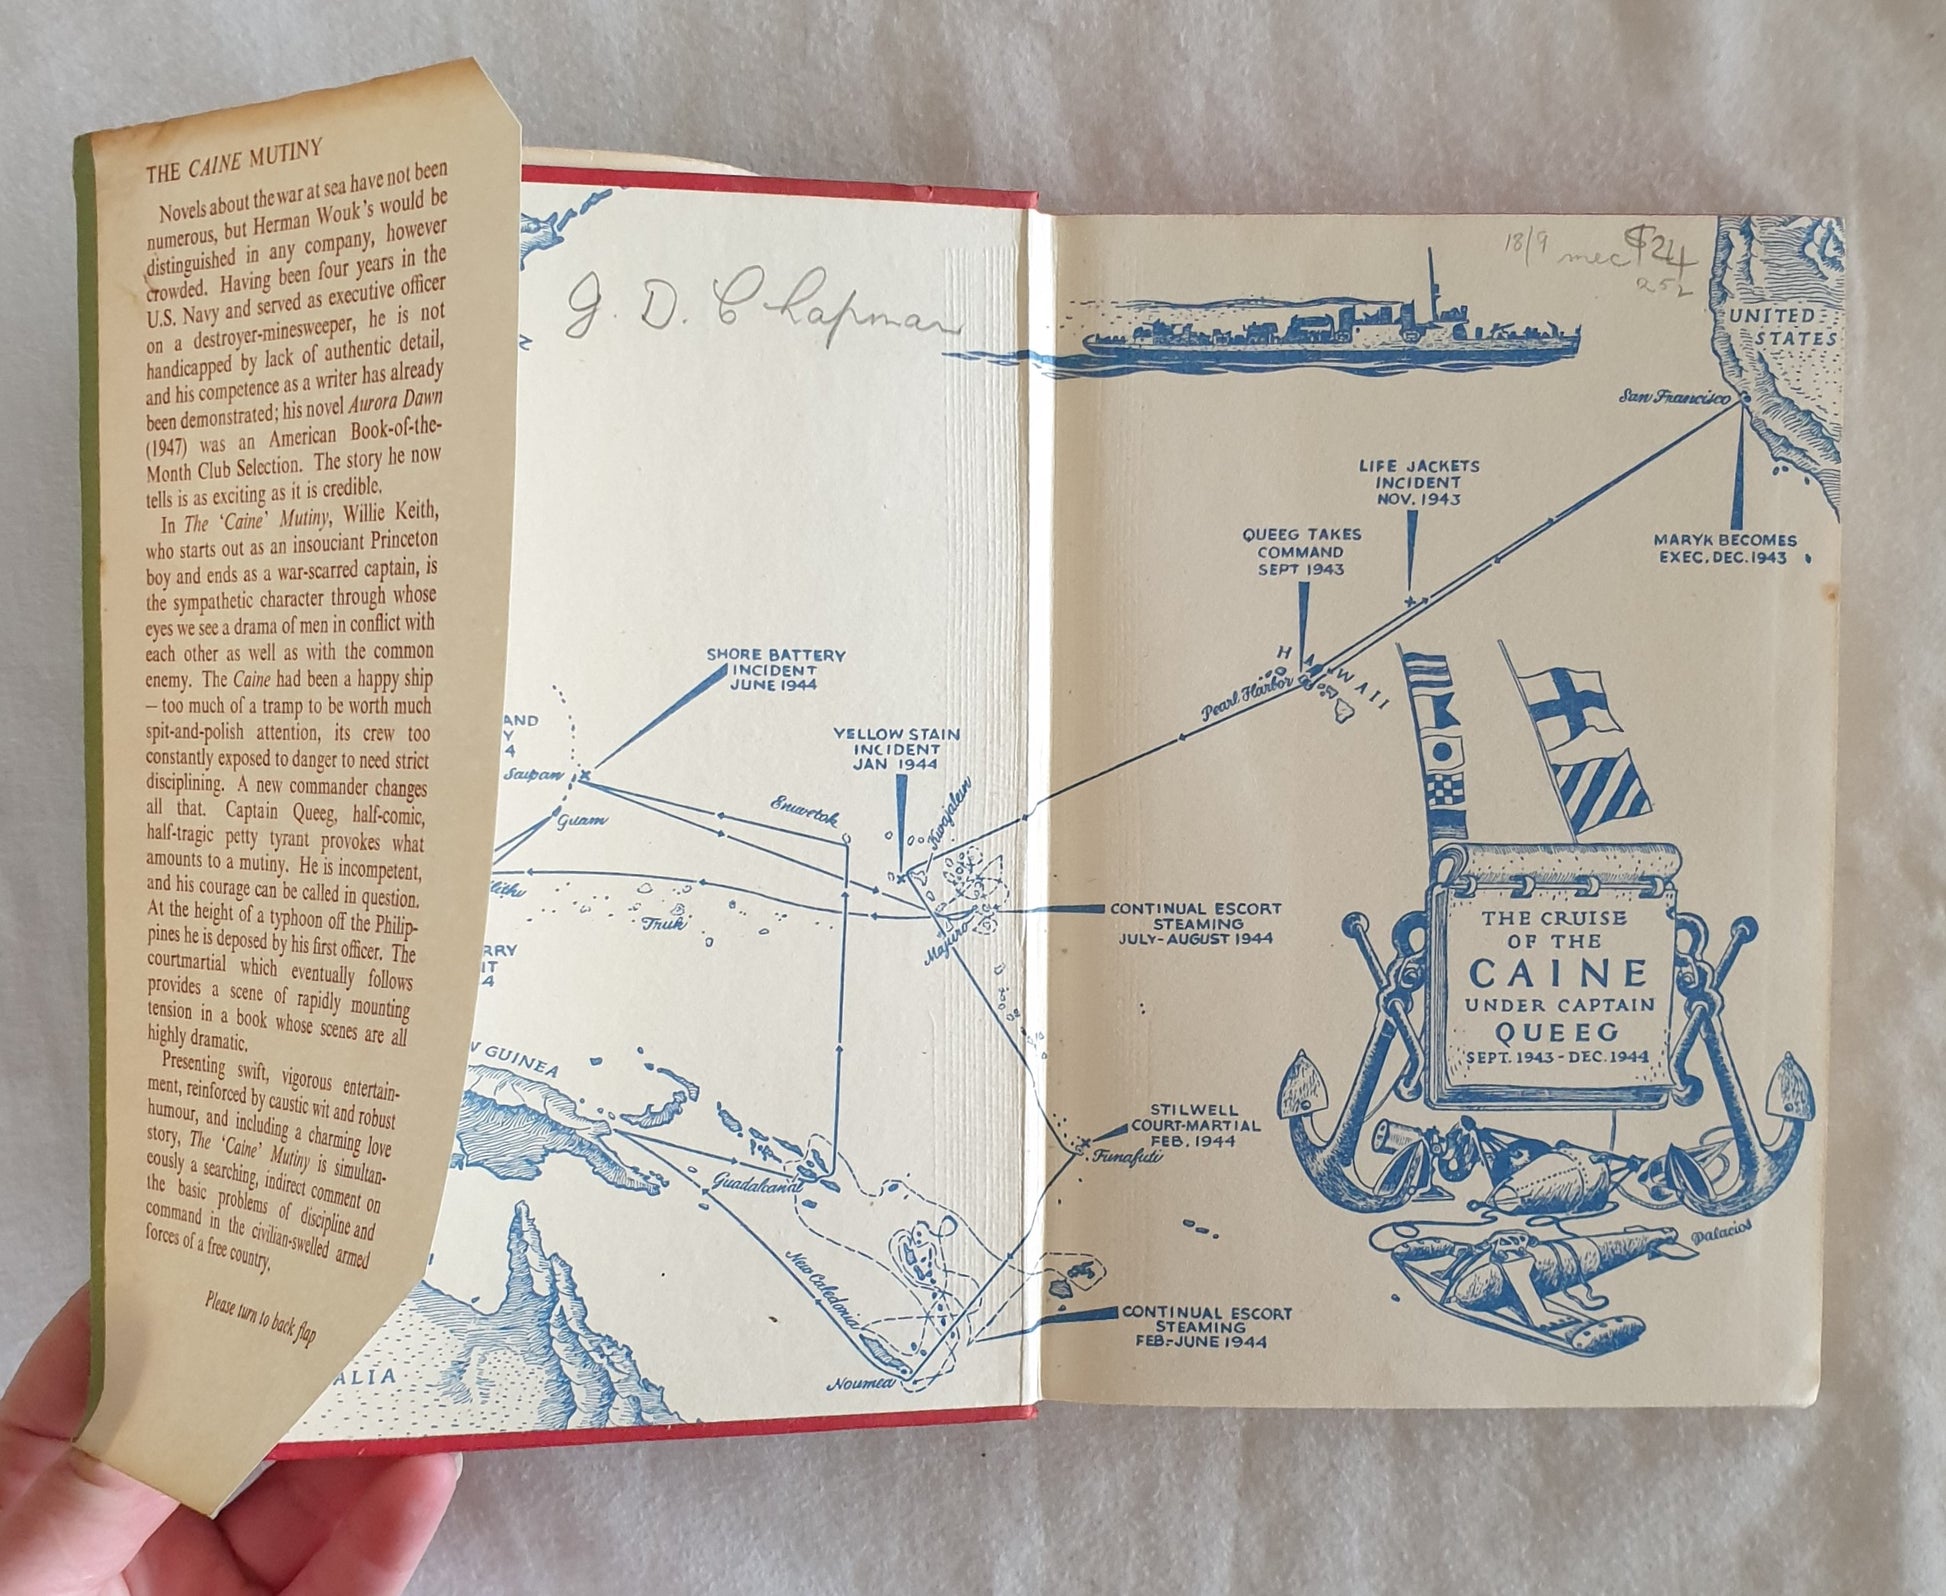 THE CAINE MUTINY
Novels about the war at sea have not been
numerous, but Herman Wouk's would be
distinguished in any company, however
crowded. Having been four years in the
U.S. Navy and served as executive officer
on a destroyer-minesweeper, he is not
handicapped by lack of authentic detail,
and his competence as a writer has already
been demonstrated; his novel Aurora Dawn
(1947) was an American Book-of-the-
Month Club Selection. The story he now
tells is as exciting as it is credible.
In The 'Caine' Mutiny, Willie Keith,
who starts out as an insouciant Princeton
boy and ends as a war-scarred captain, is
the sympathetic character through whose
eyes we see a drama of men in conflict with
each other as well as with the common
enemy. The Caine had been a happy ship
– too much of a tramp to be worth much
spit-and-polish attention, its crew too
constantly exposed to danger to need strict
disciplining. A new commander changes
all that. Captain Queeg, half-comic,
half-tragic petty tyrant provokes what
amounts to a mutiny. He is incompetent,
and his courage can be called in question.
At the height of a typhoon off the Philip-
pines he is deposed by his first officer. The
courtmartial which eventually follows
provides a scene of rapidly mounting
tension in a book whose scenes are all
highly dramatic.
Presenting swift, vigorous entertain-
ment, reinforced by caustic wit and robust
humour, and including a charming love
story, The 'Caine' Mutiny is simultan-
eously a searching, indirect comment on
the basic problems of discipline and
command in the civilian-swelled armed
forces of a free country.
Please turn to back flap
G. D. Chapman
SHORE BATTERY
INCIDENT
JUNE 1944
AND
Y
4
Saipan
Guam
YELLOW STAIN
INCIDENT
JAN 1944
Eniwetok
Kwajalein
lithi
Truk
Majuro
RRY
IT
4
W GUINEA
Guadalcanal
New Caledonia
Noumea
ALIA
18/9 mec $24
252
UNITED
STATES
San Francisco
LIFE JACKETS
INCIDENT
NOV. 1943
QUEEG TAKES
COMMAND
SEPT 1943
MARYK BECOMES
EXEC. DEC. 1943
HAWAII
Pearl Harbor
CONTINUAL ESCORT
STEAMING
JULY-AUGUST 1944
THE CRUISE
OF THE
CAINE
UNDER CAPTAIN
QUEEG
SEPT. 1943 - DEC. 1944
STILWELL
COURT-MARTIAL
FEB. 1944
Funafuti
Palacios
CONTINUAL ESCORT
STEAMING
FEB-JUNE 1944